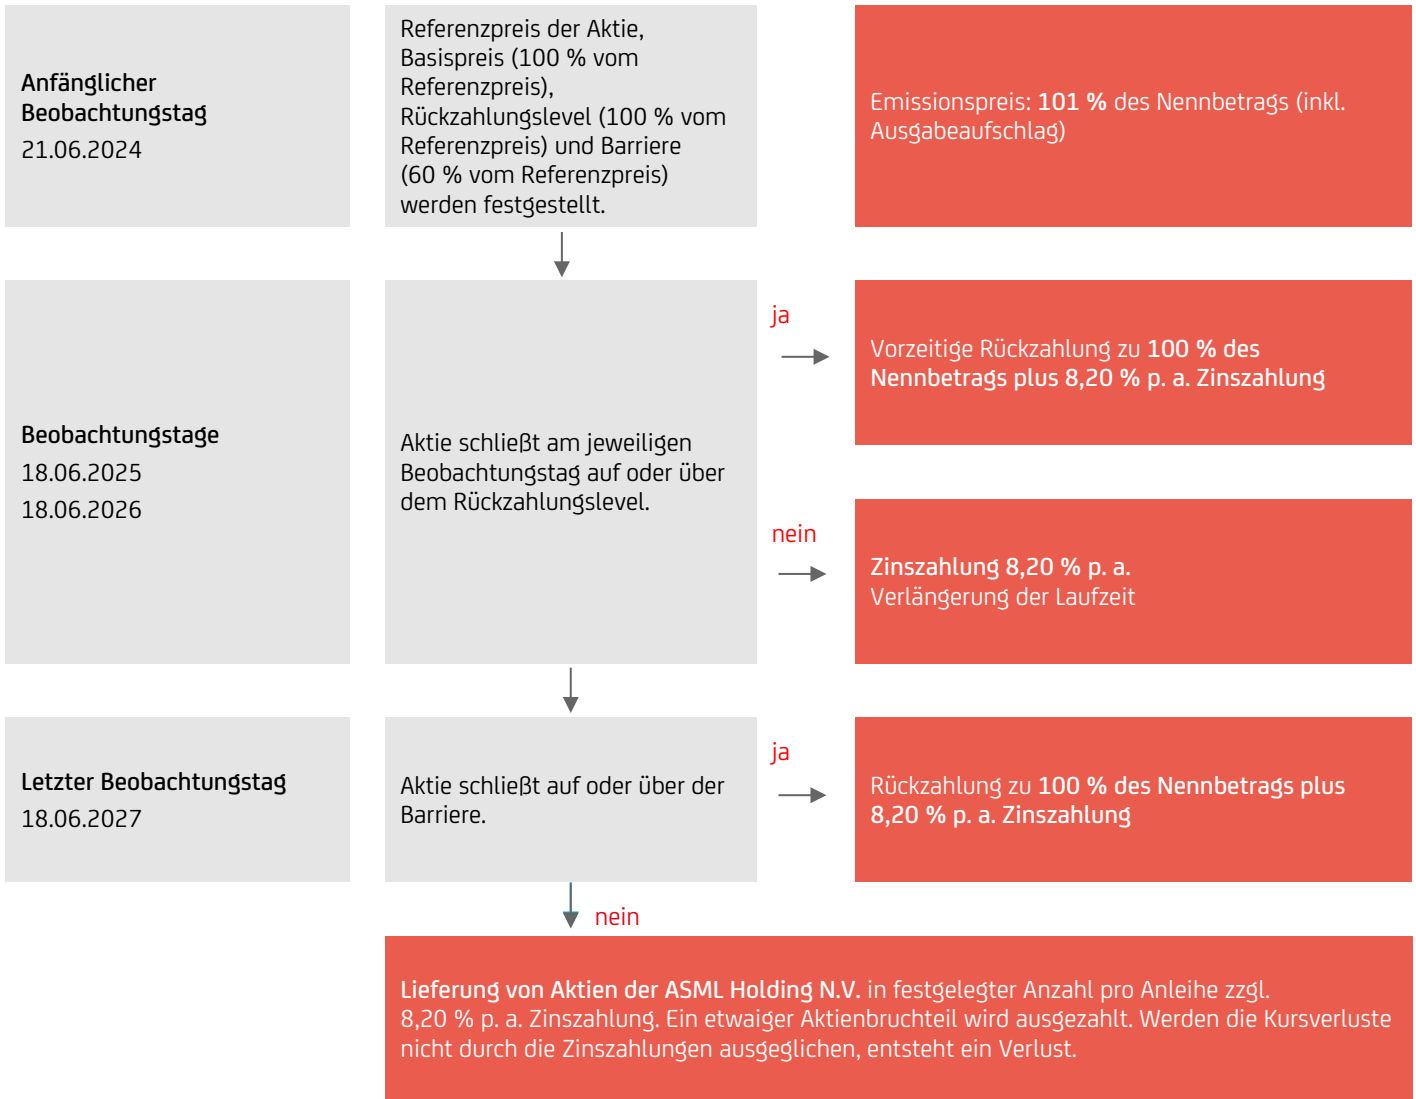 Anfänglicher
Beobachtungstag
21.06.2024
Referenzpreis der Aktie,
Basispreis (100 % vom
Referenzpreis),
Rückzahlungslevel (100 % vom
Referenzpreis) und Barriere
(60 % vom Referenzpreis)
werden festgestellt.
Emissionspreis: 101 % des Nennbetrags (inkl.
Ausgabeaufschlag)
Beobachtungstage
18.06.2025
18.06.2026
Aktie schließt am jeweiligen
Beobachtungstag auf oder über
dem Rückzahlungslevel.
ja
Vorzeitige Rückzahlung zu 100 % des
Nennbetrags plus 8,20 % p. a. Zinszahlung
nein
Zinszahlung 8,20 % p. a.
Verlängerung der Laufzeit
Letzter Beobachtungstag
18.06.2027
Aktie schließt auf oder über der
Barriere.
ja
Rückzahlung zu 100 % des Nennbetrags plus
8,20 % p. a. Zinszahlung
nein
Lieferung von Aktien der ASML Holding N.V. in festgelegter Anzahl pro Anleihe zzgl.
8,20 % p. a. Zinszahlung. Ein etwaiger Aktienbruchteil wird ausgezahlt. Werden die Kursverluste
nicht durch die Zinszahlungen ausgeglichen, entsteht ein Verlust.